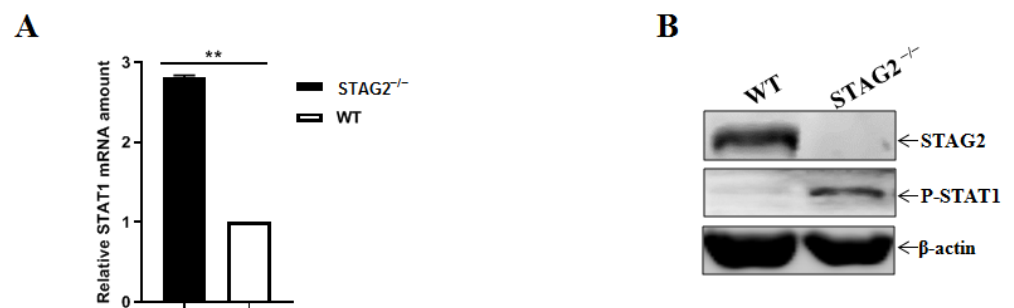 A
Relative STAT1 mRNA amount
3
2
1
0
**
STAG2⁻/⁻
WT
B
WT
STAG2⁻/⁻
STAG2
P-STAT1
β-actin